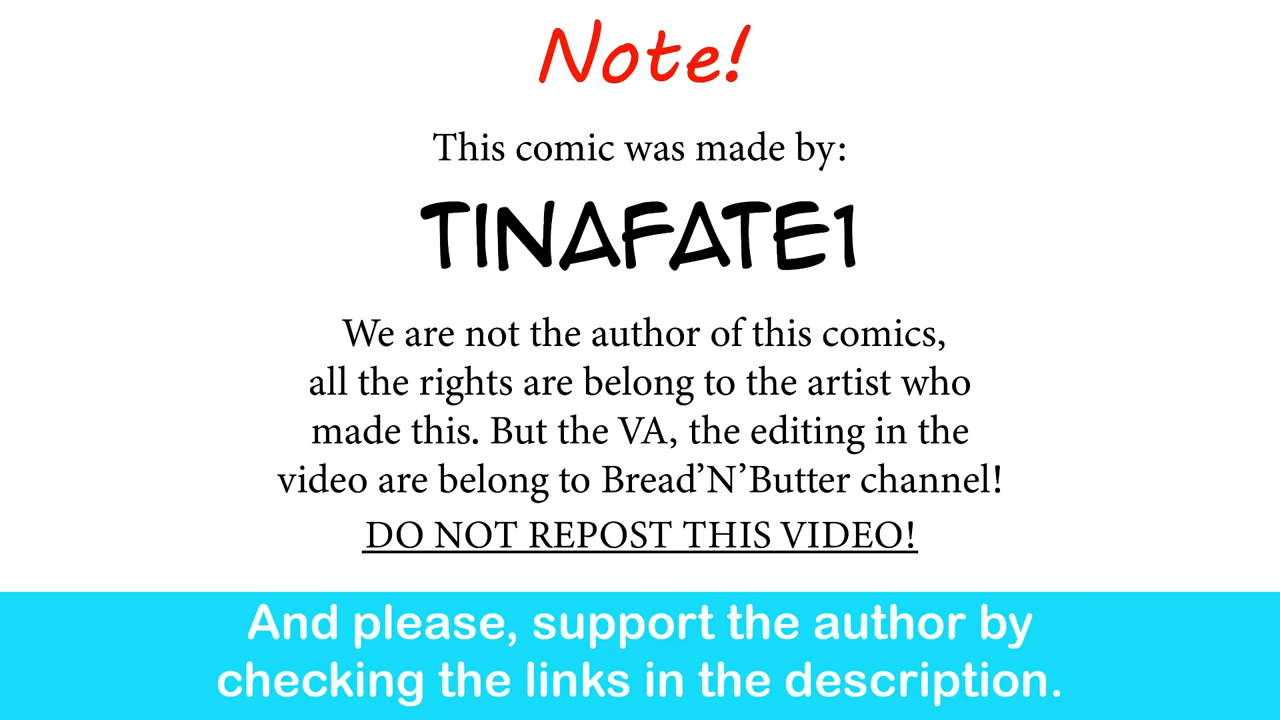 Note!
This comic was made by:
TINAFATE1
We are not the author of this comics,
all the rights are belong to the artist who
made this. But the VA, the editing in the
video are belong to Bread’N’Butter channel!
DO NOT REPOST THIS VIDEO!
And please, support the author by
checking the links in the description.